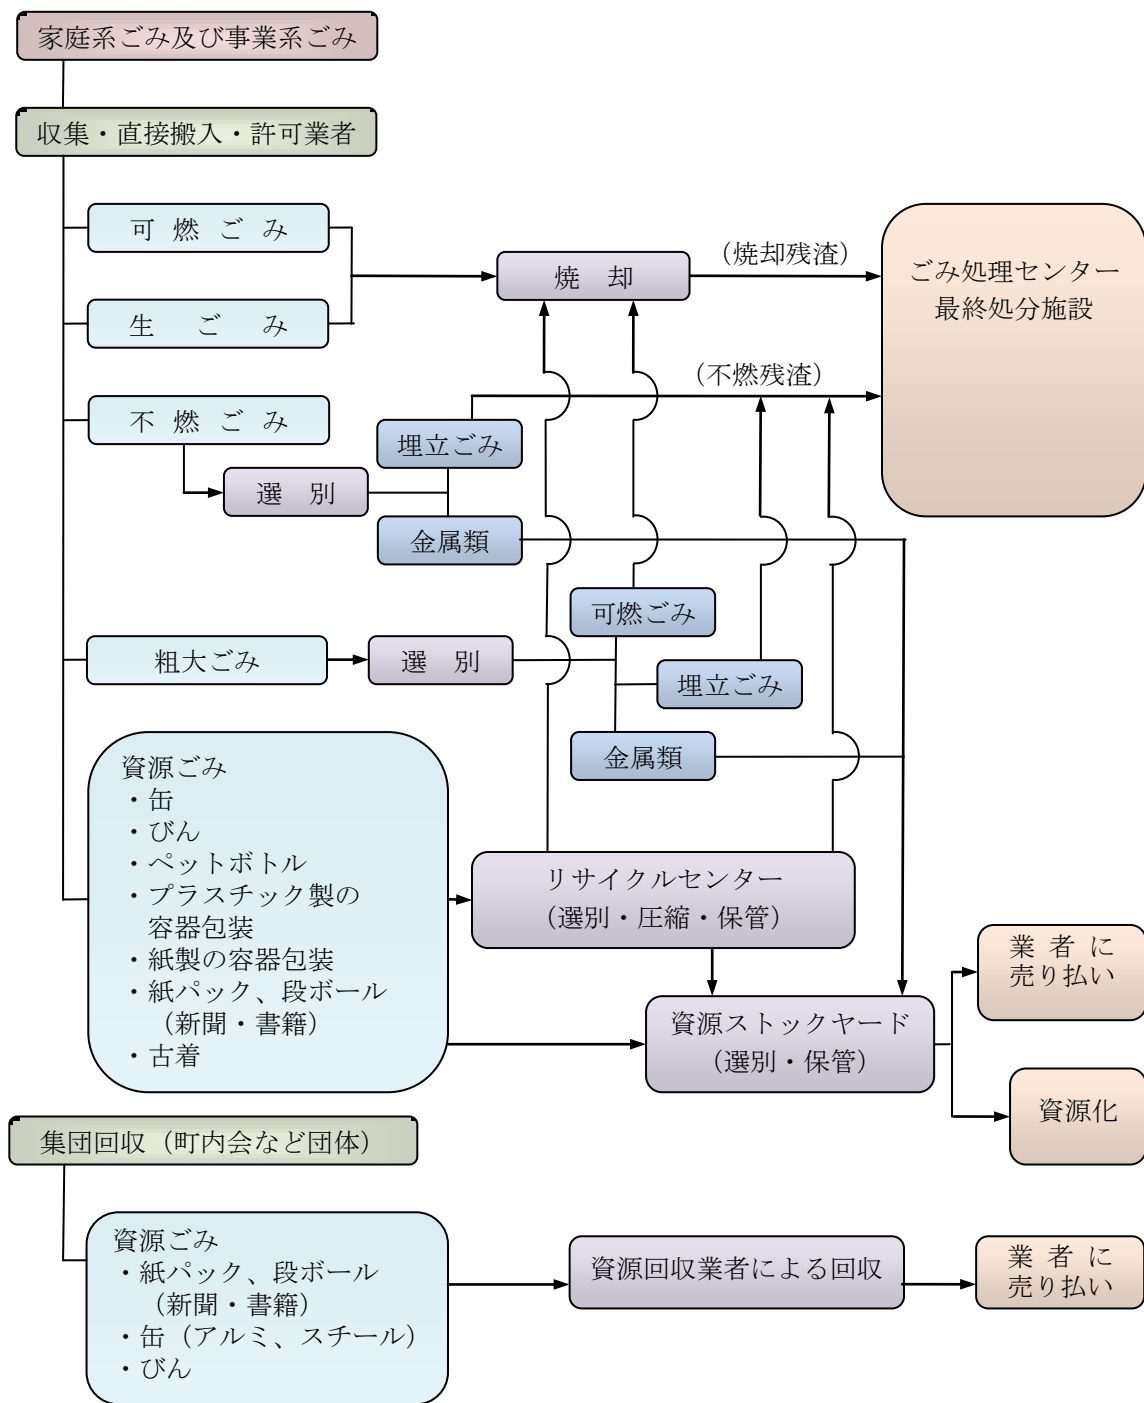 家庭系ごみ及び事業系ごみ
収集・直接搬入・許可業者
可燃ごみ
生ごみ
焼却
（焼却残渣）
ごみ処理センター
最終処分施設
（不燃残渣）
不燃ごみ
埋立ごみ
選別
金属類
可燃ごみ
粗大ごみ
選別
埋立ごみ
金属類
資源ごみ
・缶
・びん
・ペットボトル
・プラスチック製の
容器包装
・紙製の容器包装
・紙パック、段ボール
（新聞・書籍）
・古着
リサイクルセンター
（選別・圧縮・保管）
資源ストックヤード
（選別・保管）
業者に
売り払い
資源化
集団回収（町内会など団体）
資源ごみ
・紙パック、段ボール
（新聞・書籍）
・缶（アルミ、スチール）
・びん
資源回収業者による回収
業者に
売り払い